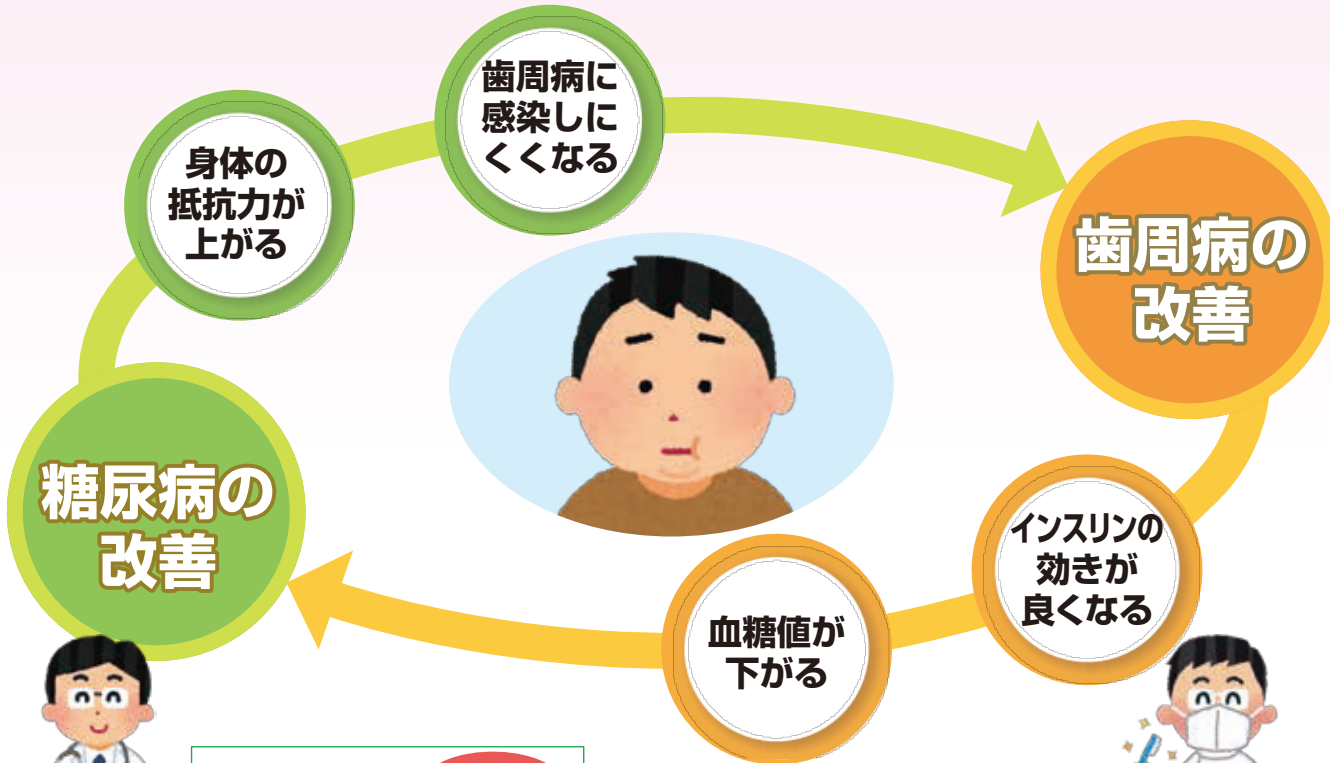 歯周病に
感染しに
くくなる
身体の
抵抗力が
上がる
歯周病の
改善
糖尿病の
改善
インスリンの
効きが
良くなる
血糖値が
下がる